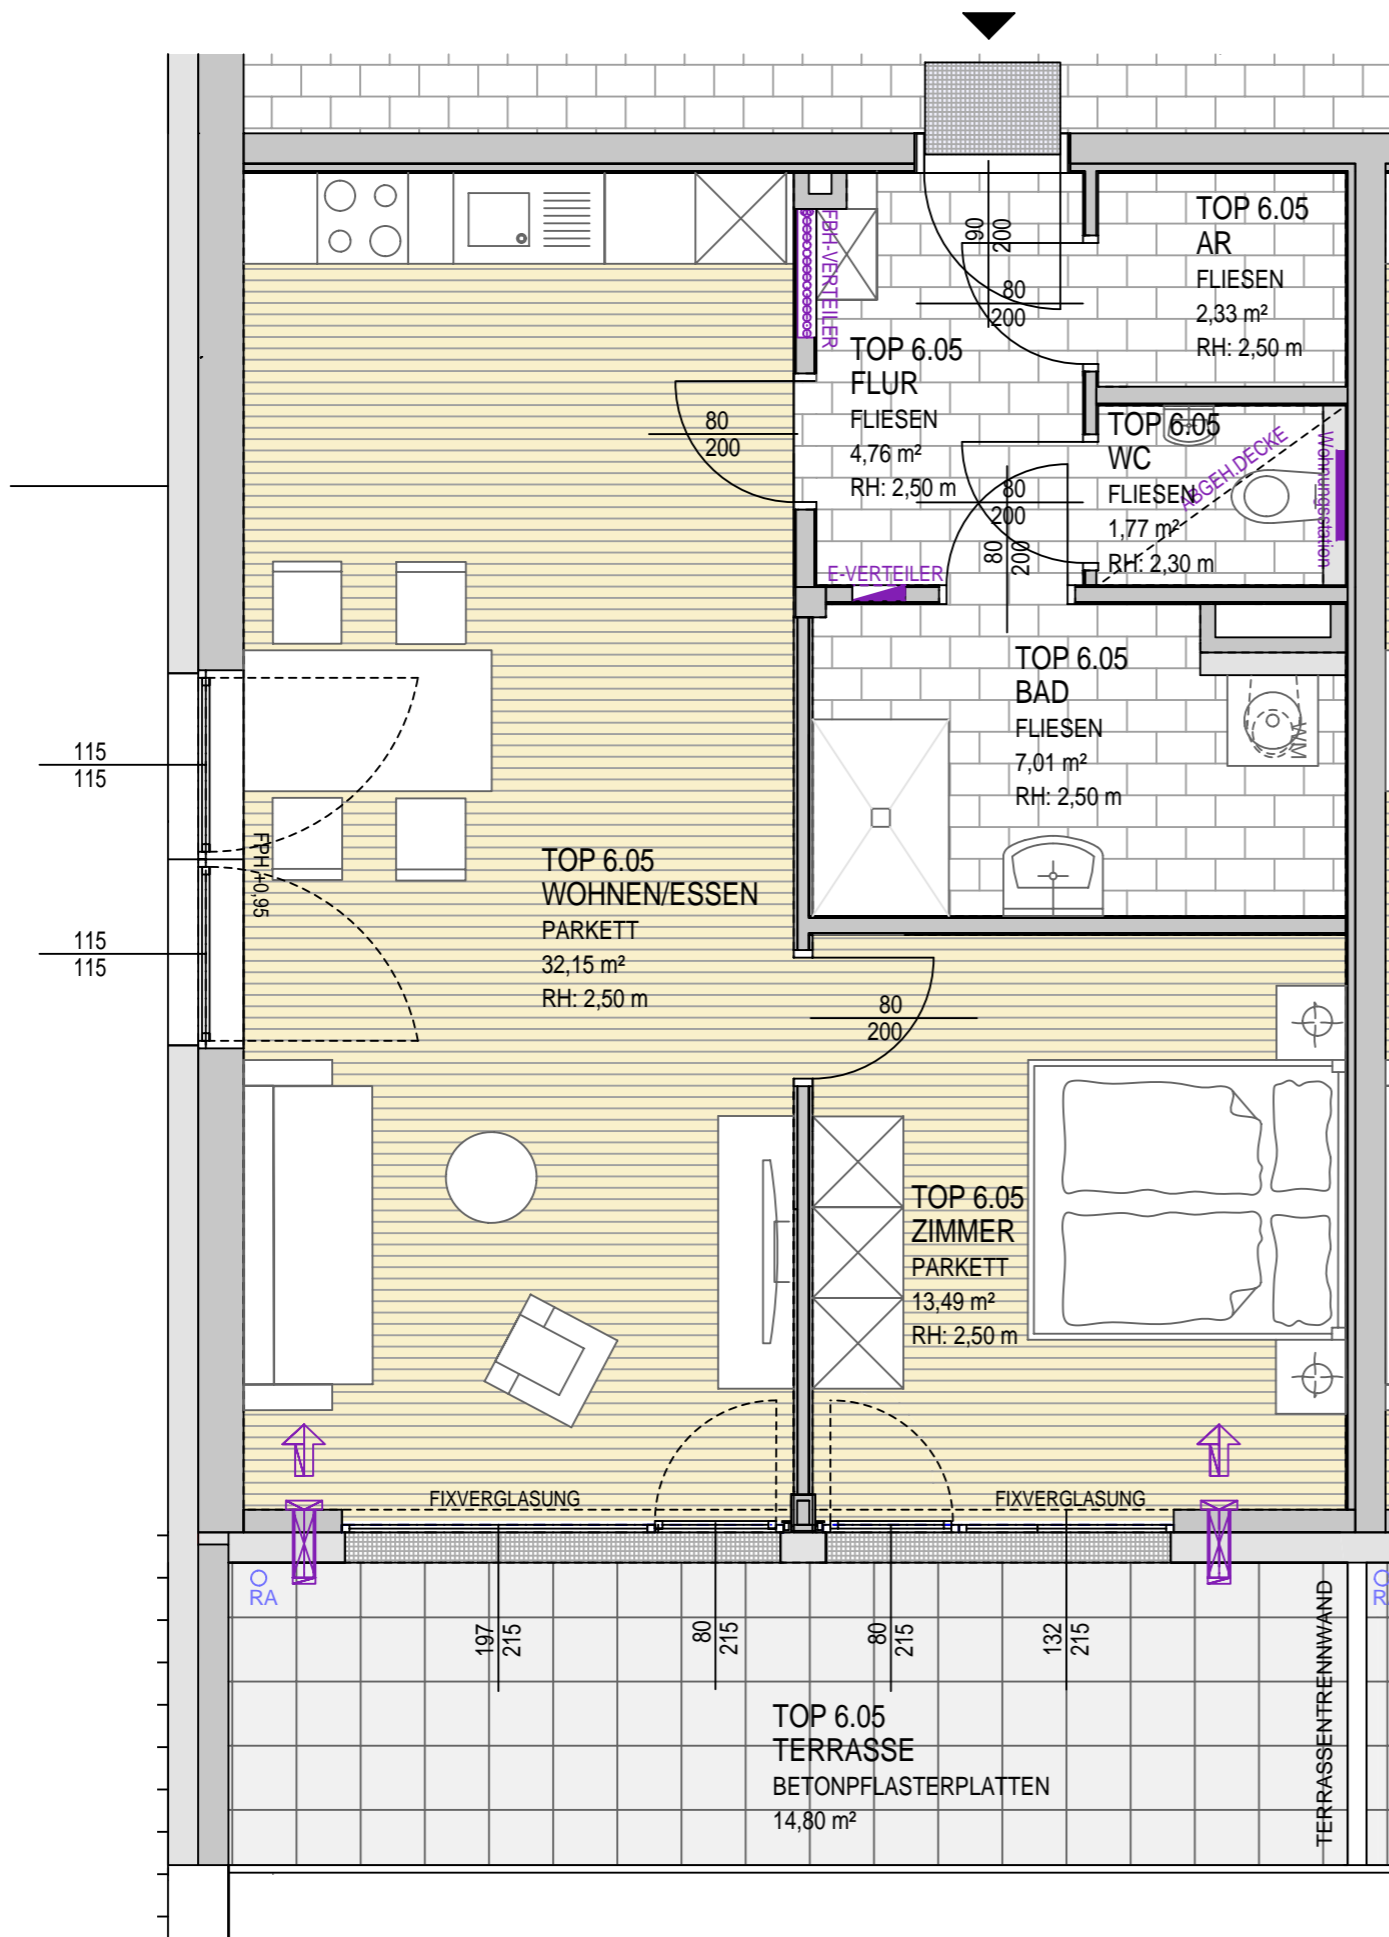 90
200
80
200
TOP 6.05
AR
FLIESEN
2,33 m²
RH: 2,50 m
FBH-VERTEILER
TOP 6.05
FLUR
FLIESEN
4,76 m²
RH: 2,50 m
80
200
TOP 6.05
WC
FLIESEN
1,77 m²
RH: 2,30 m
ABGEH.DECKE
Wohnungsstation
80
200
80
200
E-VERTEILER
TOP 6.05
BAD
FLIESEN
7,01 m²
RH: 2,50 m
WM
115
115
FPH +0,95
115
115
TOP 6.05
WOHNEN/ESSEN
PARKETT
32,15 m²
RH: 2,50 m
80
200
TOP 6.05
ZIMMER
PARKETT
13,49 m²
RH: 2,50 m
FIXVERGLASUNG
FIXVERGLASUNG
RA
197
215
80
215
80
215
132
215
TERRASSENTRENNWAND
TOP 6.05
TERRASSE
BETONPFLASTERPLATTEN
14,80 m²